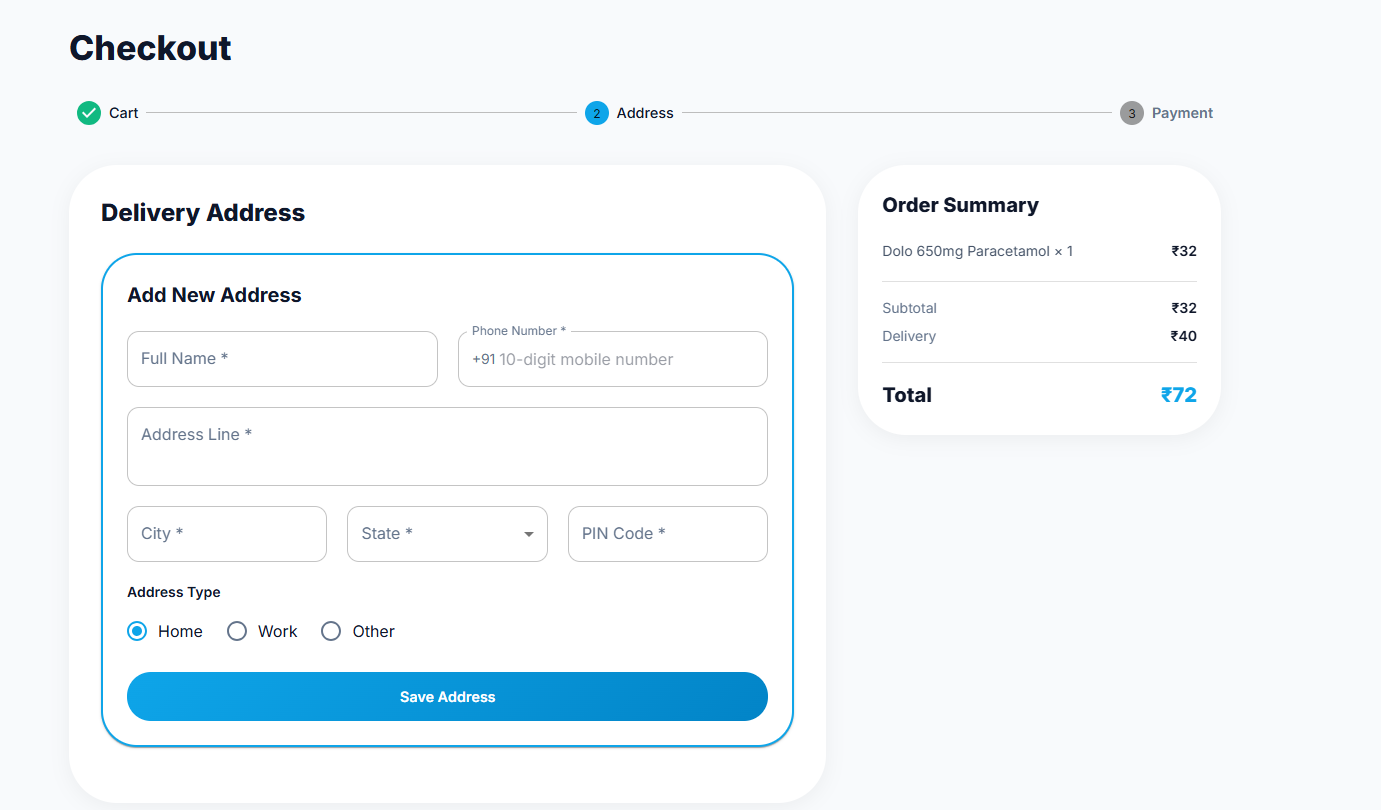 Checkout
Cart
2 Address
3 Payment
Delivery Address
Add New Address
Full Name *
Phone Number *
+91 10-digit mobile number
Address Line *
City *
State *
PIN Code *
Address Type
Home
Work
Other
Save Address
Order Summary
Dolo 650mg Paracetamol × 1 ₹32
Subtotal ₹32
Delivery ₹40
Total ₹72